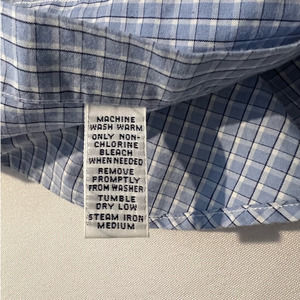 MACHINE
WASH WARM
ONLY NON-
CHLORINE
BLEACH
WHEN NEEDED
REMOVE
PROMPTLY
FROM WASHER
TUMBLE
DRY LOW
STEAM IRON
MEDIUM